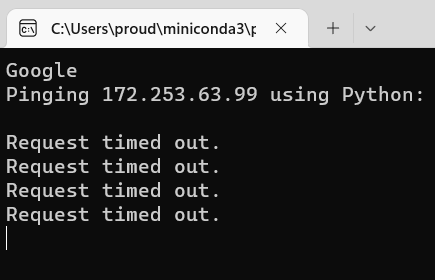 C:\Users\proud\miniconda3\p
Google
Pinging 172.253.63.99 using Python:
Request timed out.
Request timed out.
Request timed out.
Request timed out.